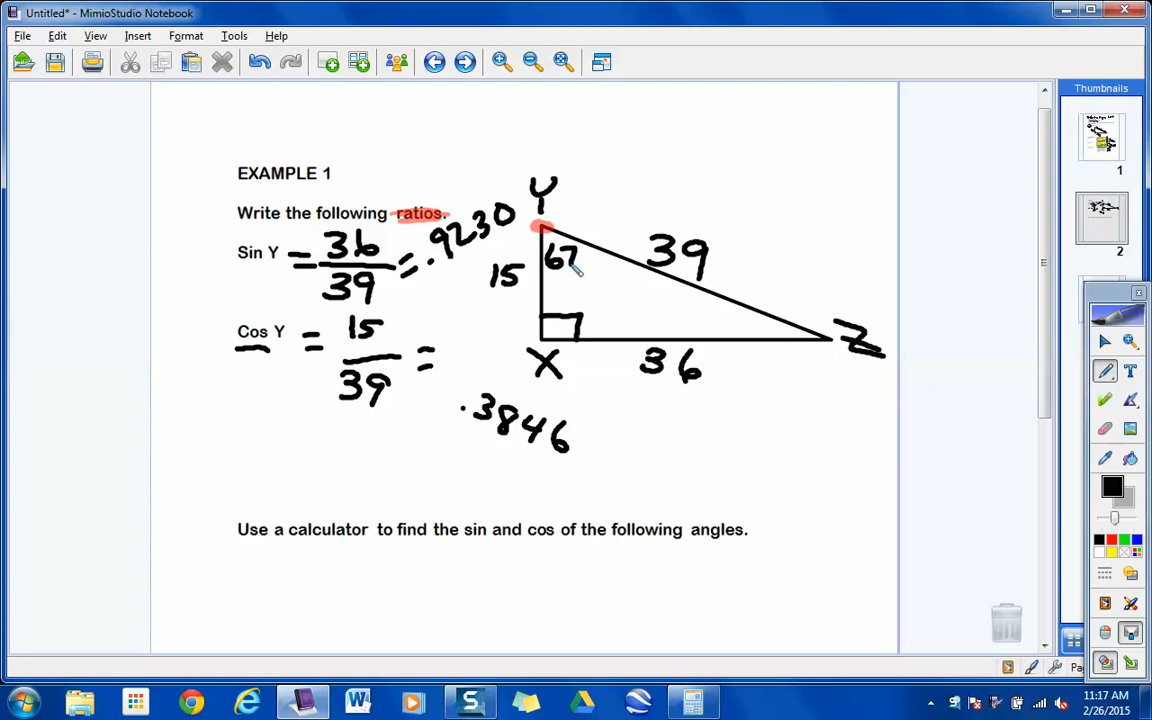 Untitled* - MimioStudio Notebook
File Edit View Insert Format Tools Help
Thumbnails
1
2
EXAMPLE 1
Write the following ratios.
Sin Y = 36/39 = .9230
Cos Y = 15/39 =
.3846
Y
67
15
39
X
36
Z
Use a calculator to find the sin and cos of the following angles.
11:17 AM
2/26/2015